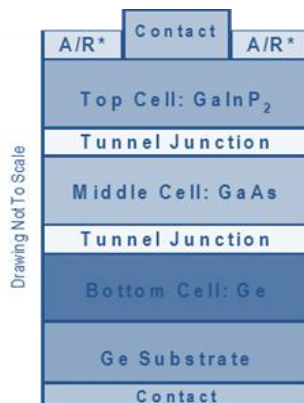 Contact
A/R* A/R*
Top Cell: GaInP₂
Tunnel Junction
Middle Cell: GaAs
Tunnel Junction
Bottom Cell: Ge
Ge Substrate
Contact
Drawing Not To Scale